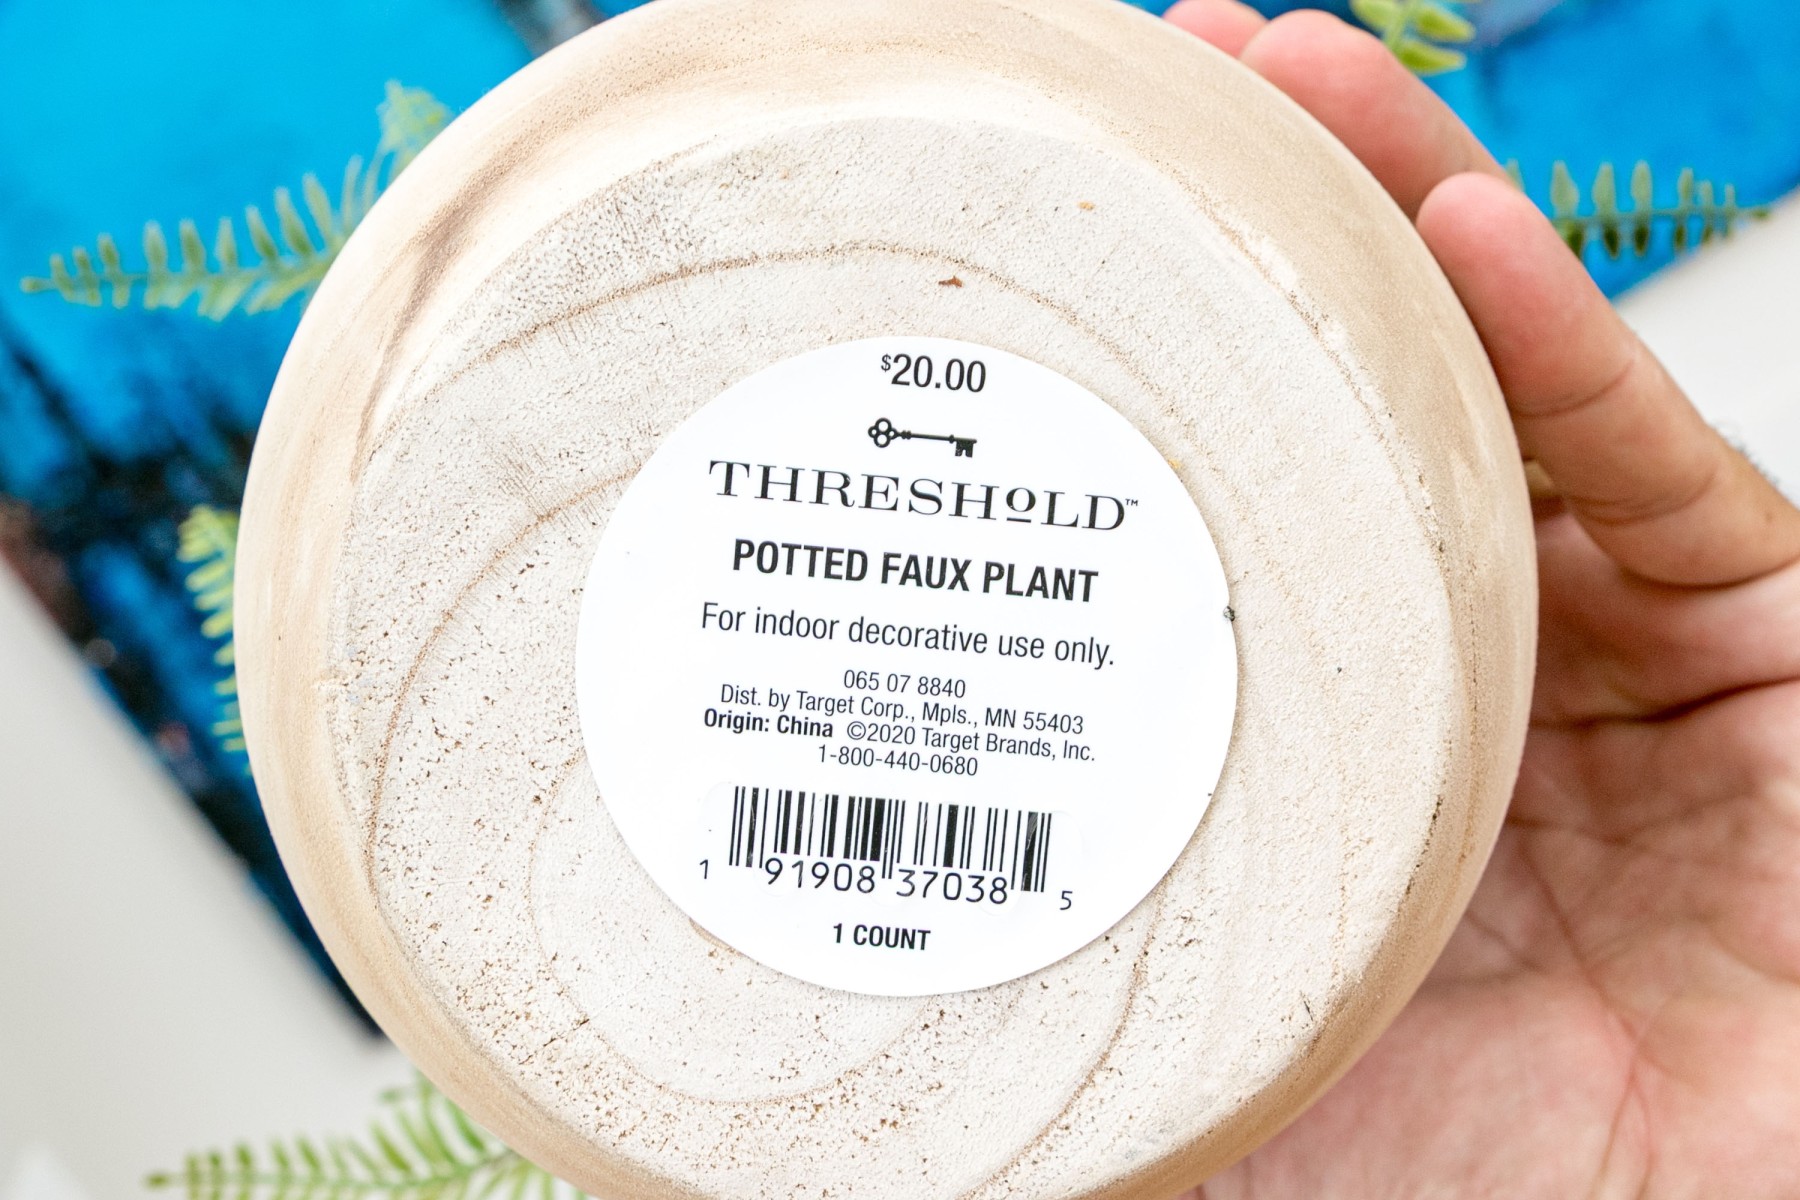 $20.00
THRESHOLD™
POTTED FAUX PLANT
For indoor decorative use only.
065 07 8840
Dist. by Target Corp., Mpls., MN 55403
Origin: China ©2020 Target Brands, Inc.
1-800-440-0680
1 91908 37038 5
1 COUNT